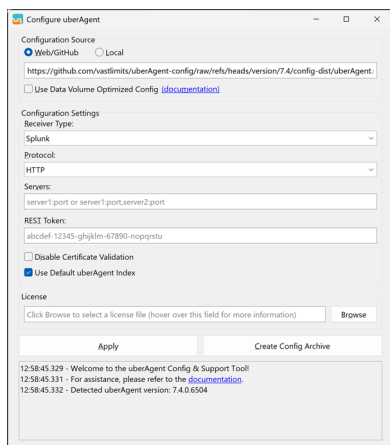 Configure uberAgent
Configuration Source
Web/GitHub Local
https://github.com/vastlimits/uberAgent-config/raw/refs/heads/version/7.4/config-dist/uberAgent.
Use Data Volume Optimized Config (documentation)
Configuration Settings
Receiver Type:
Splunk
Protocol:
HTTP
Servers:
server1:port or server1:port,server2:port
REST Token:
abcdef-12345-ghijklm-67890-nopqrstu
Disable Certificate Validation
Use Default uberAgent Index
License
Click Browse to select a license file (hover over this field for more information) Browse
Apply Create Config Archive
12:58:45.329 - Welcome to the uberAgent Config & Support Tool!
12:58:45.331 - For assistance, please refer to the documentation.
12:58:45.332 - Detected uberAgent version: 7.4.0.6504